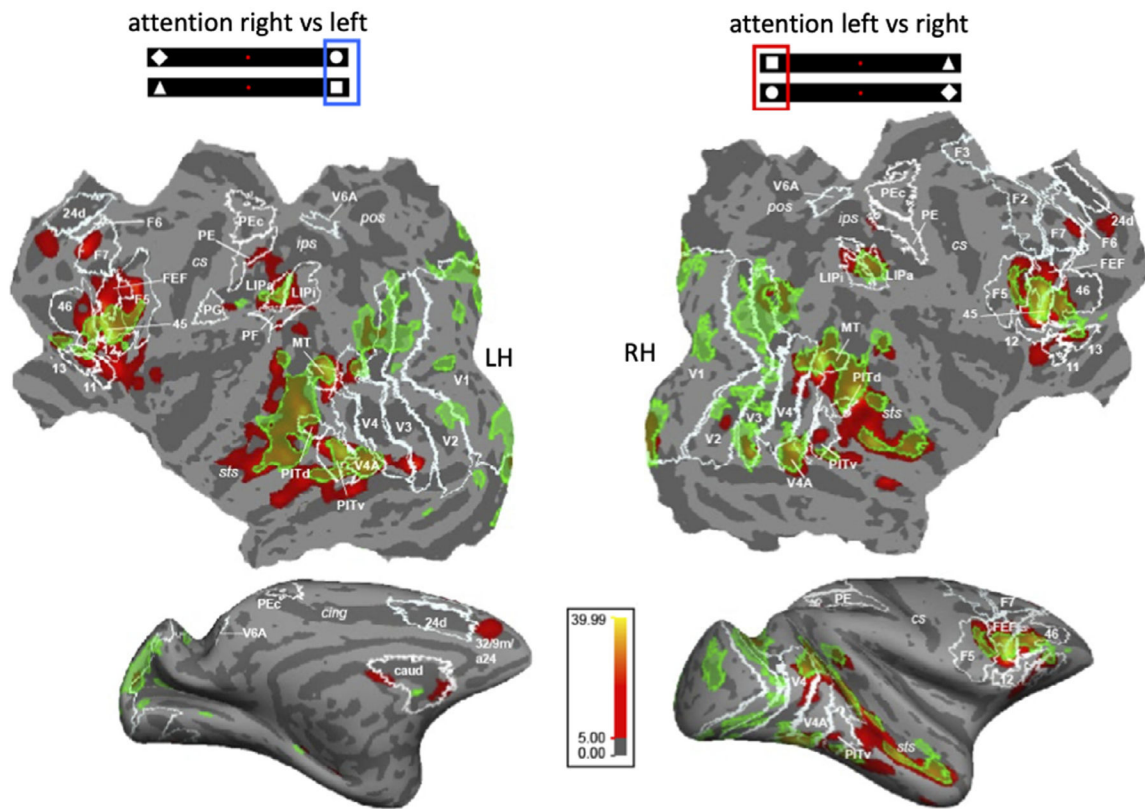 attention right vs left
attention left vs right
24d
F6
F7
PE
PEc
V6A
pos
ips
cs
FEF
46
F5
LIPa
LIPi
PG
PF
45
12
13
11
MT
V1
V4
V3
V2
PITd
V4A
sts
PITv
LH
F3
V6A
PEc
pos
ips
F2
PE
cs
24d
F7
F6
FEF
LIPi
LIPa
F5
46
45
12
13
11
RH
MT
V1
PITd
V4
V3
V2
sts
PITv
V4A
PEc
cing
V6A
24d
32/9m/
a24
caud
39.99
5.00
0.00
PE
F7
cs
FEF
46
F5
12
V4
V4A
sts
PITv